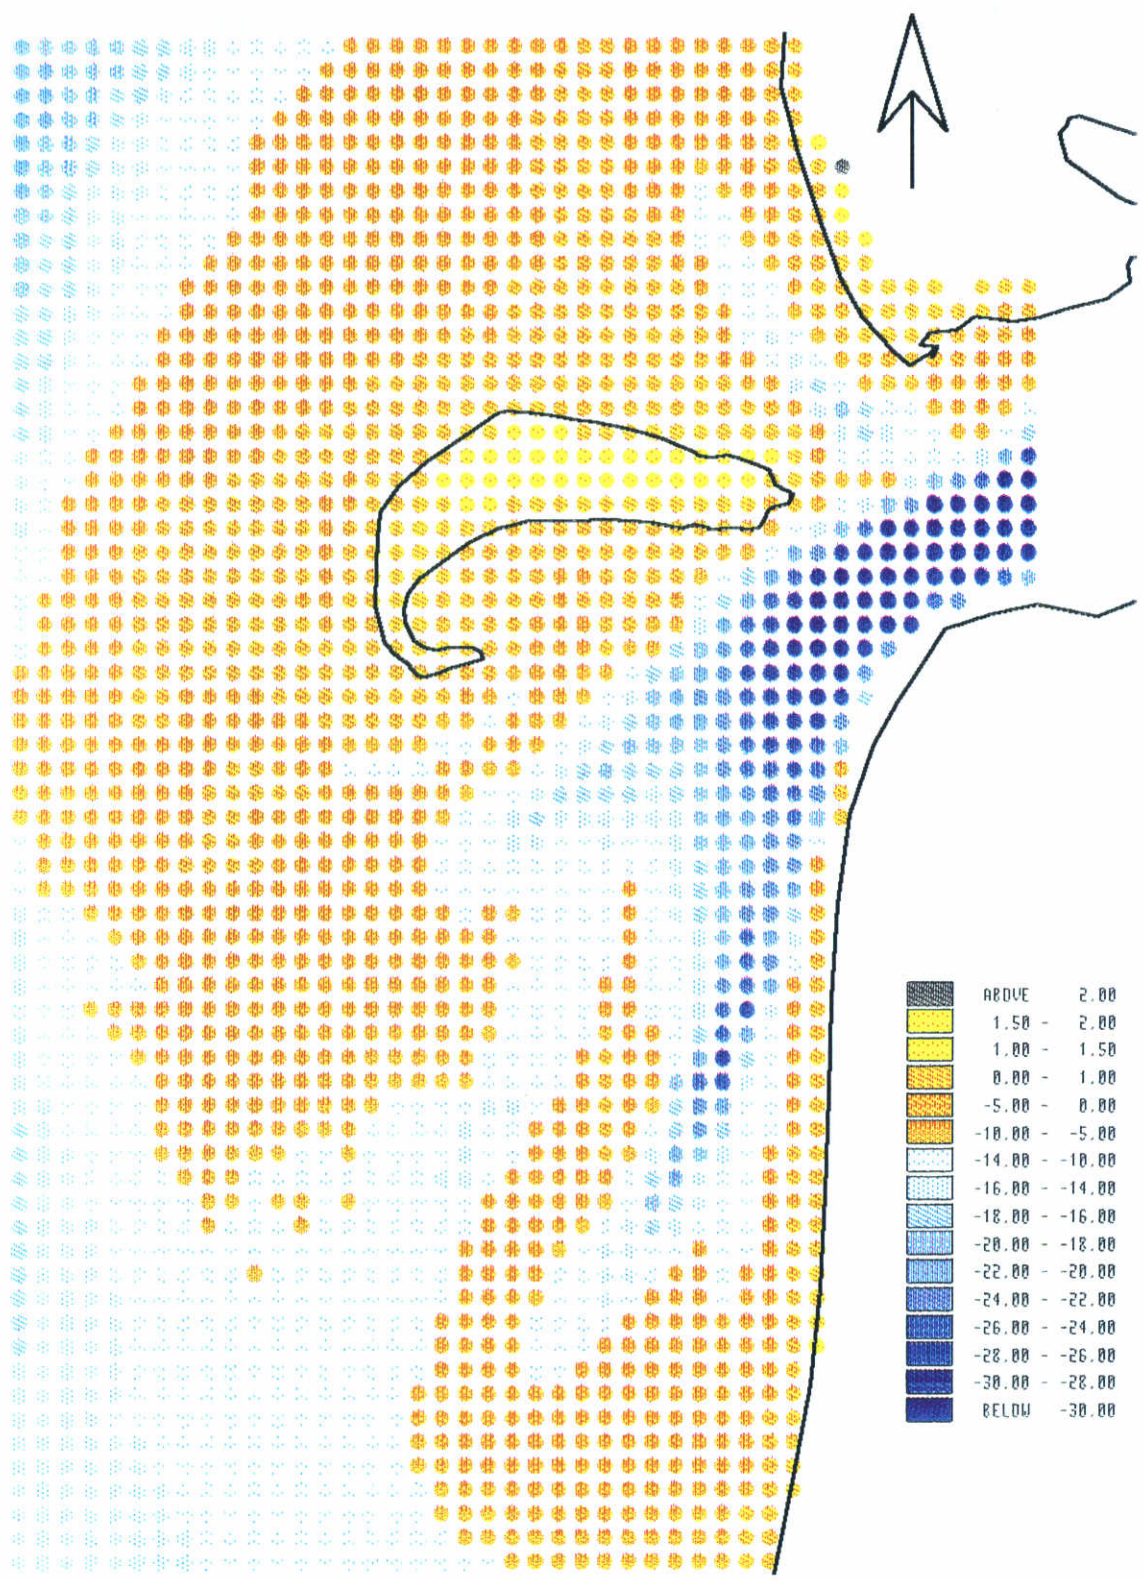 ABOVE 2.00
1.50 - 2.00
1.00 - 1.50
0.00 - 1.00
-5.00 - 0.00
-10.00 - -5.00
-14.00 - -10.00
-16.00 - -14.00
-18.00 - -16.00
-20.00 - -18.00
-22.00 - -20.00
-24.00 - -22.00
-26.00 - -24.00
-28.00 - -26.00
-30.00 - -28.00
BELOW -30.00